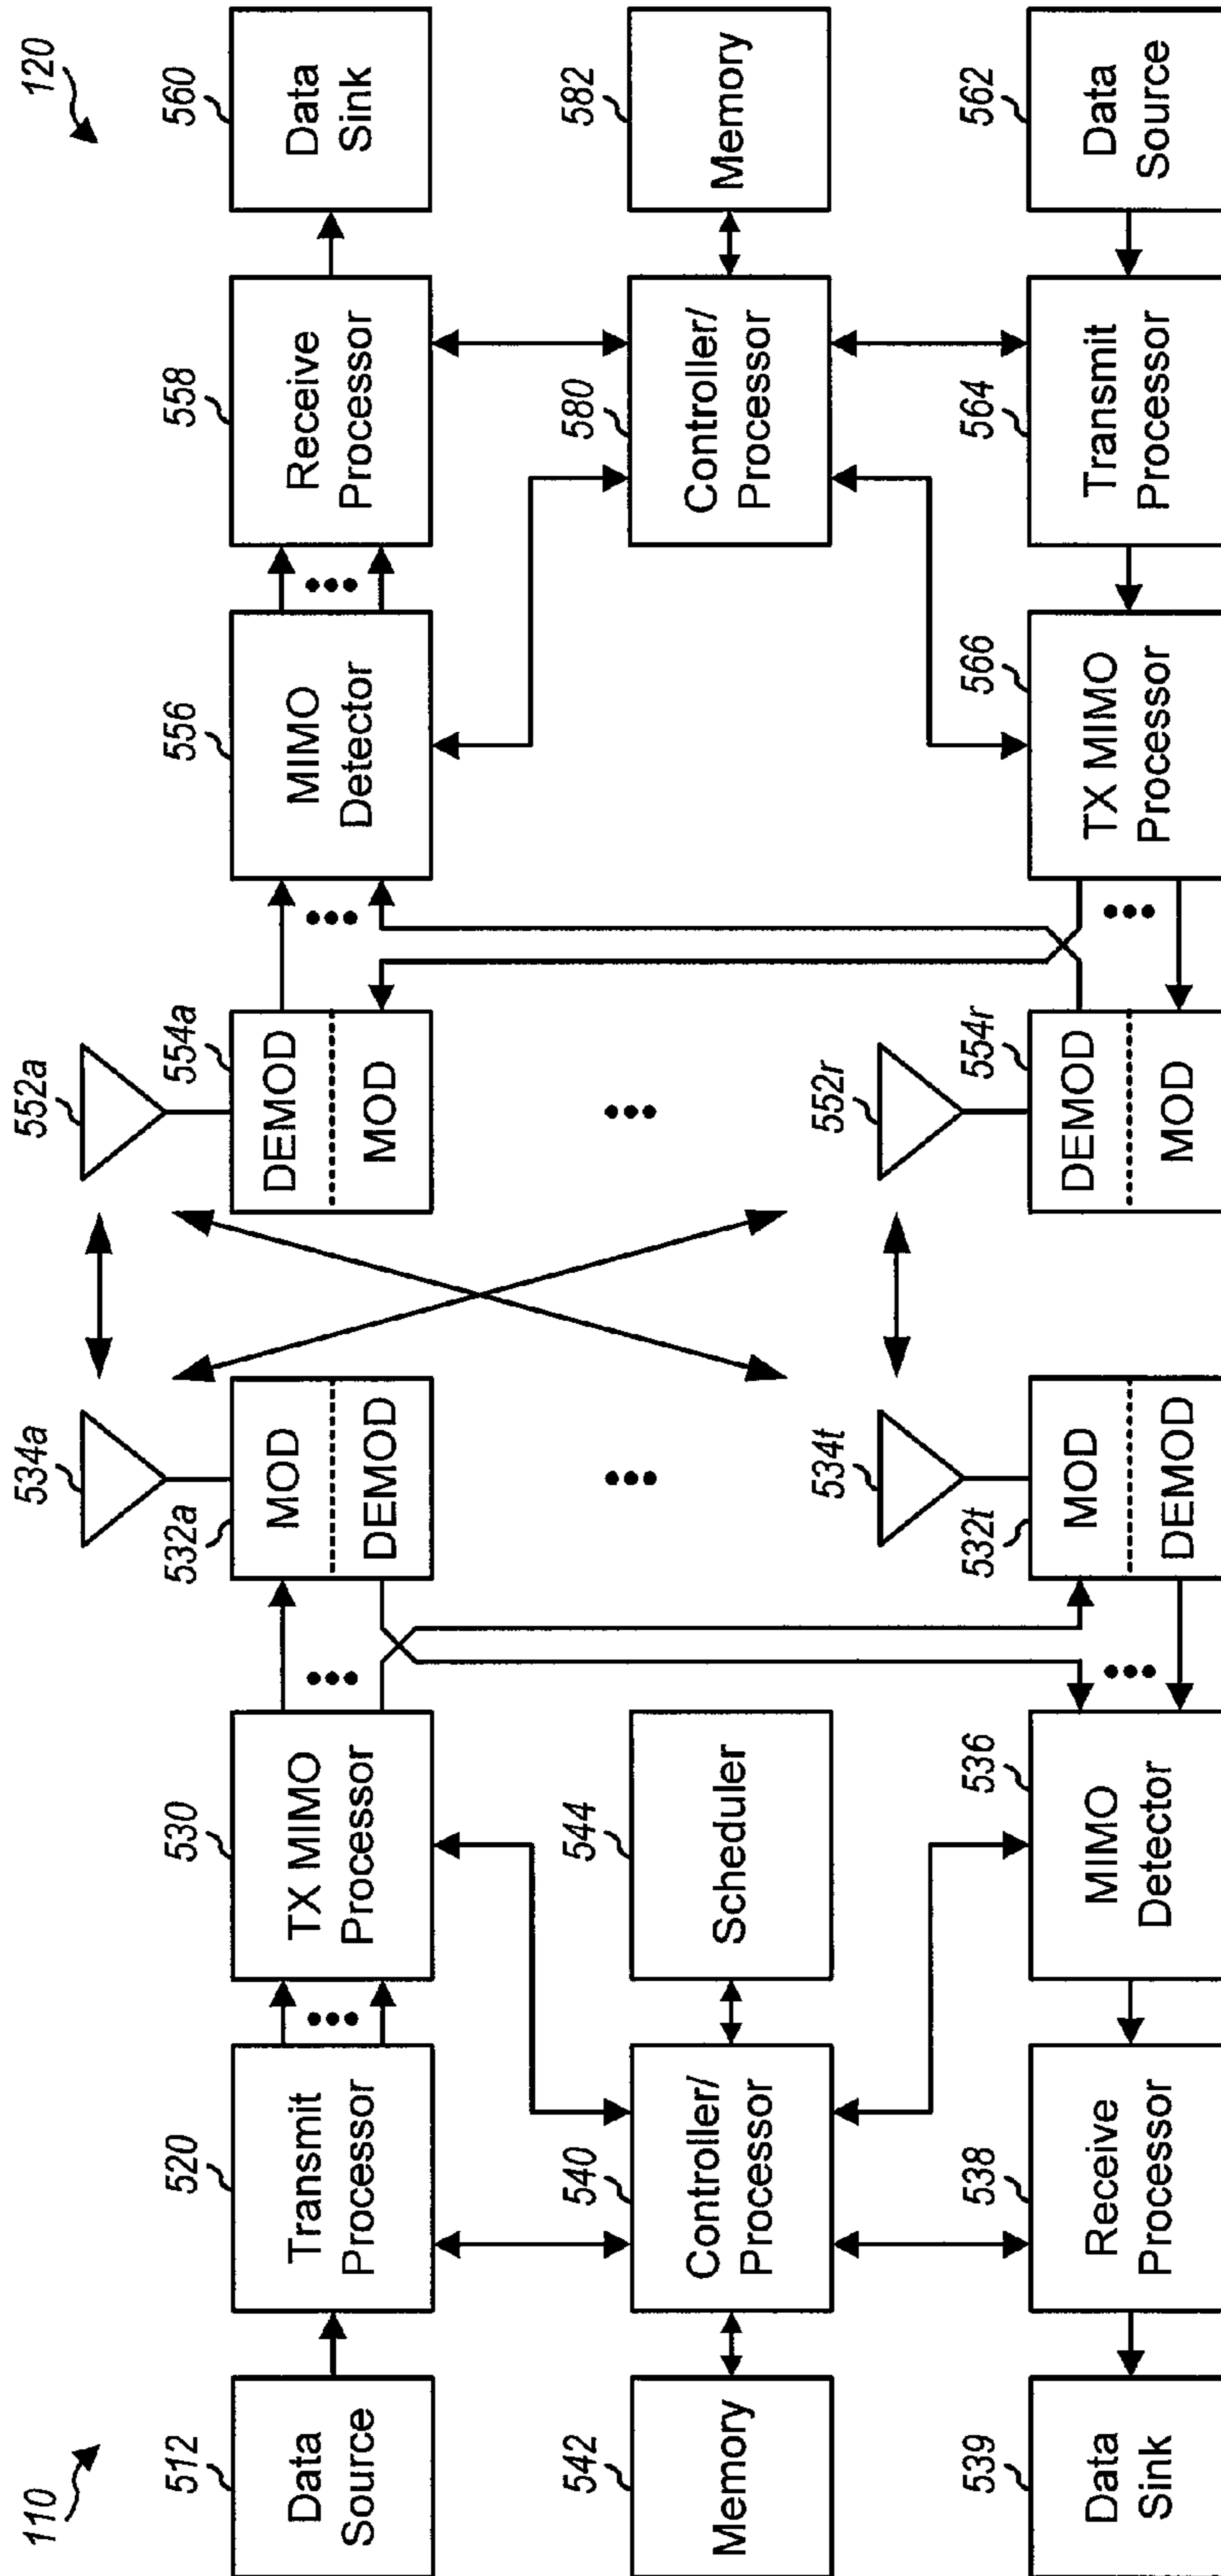 110
120
512
Data
Source
520
Transmit
Processor
530
TX MIMO
Processor
532a
MOD
DEMOD
534a
552a
554a
DEMOD
MOD
556
MIMO
Detector
558
Receive
Processor
560
Data
Sink
542
Memory
540
Controller/
Processor
544
Scheduler
580
Controller/
Processor
582
Memory
539
Data
Sink
538
Receive
Processor
536
MIMO
Detector
532t
MOD
DEMOD
534t
552r
554r
DEMOD
MOD
566
TX MIMO
Processor
564
Transmit
Processor
562
Data
Source